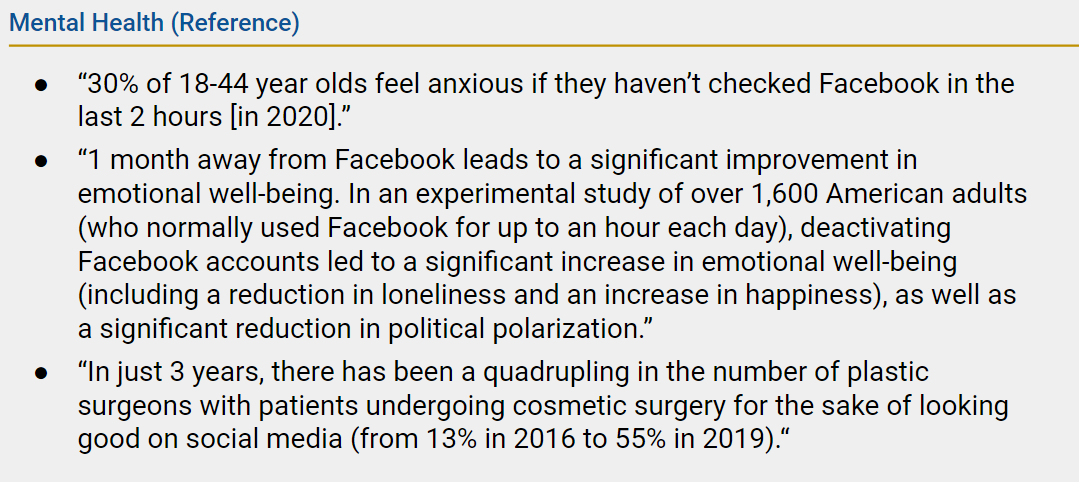 Mental Health (Reference)
● “30% of 18-44 year olds feel anxious if they haven’t checked Facebook in the
last 2 hours [in 2020].”
● “1 month away from Facebook leads to a significant improvement in
emotional well-being. In an experimental study of over 1,600 American adults
(who normally used Facebook for up to an hour each day), deactivating
Facebook accounts led to a significant increase in emotional well-being
(including a reduction in loneliness and an increase in happiness), as well as
a significant reduction in political polarization.”
● “In just 3 years, there has been a quadrupling in the number of plastic
surgeons with patients undergoing cosmetic surgery for the sake of looking
good on social media (from 13% in 2016 to 55% in 2019).“